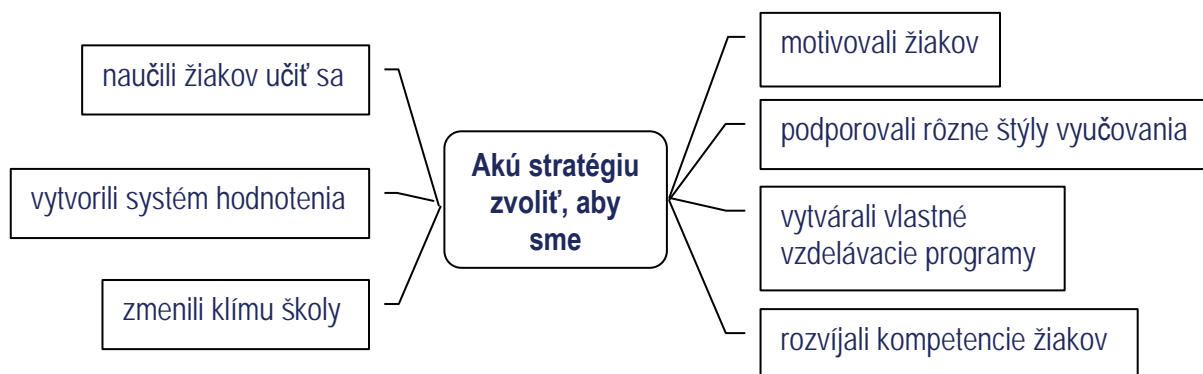 naučili žiakov učiť sa
vytvorili systém hodnotenia
zmenili klímu školy
Akú stratégiu
zvoliť, aby
sme
motivovali žiakov
podporovali rôzne štýly vyučovania
vytvárali vlastné
vzdelávacie programy
rozvíjali kompetencie žiakov